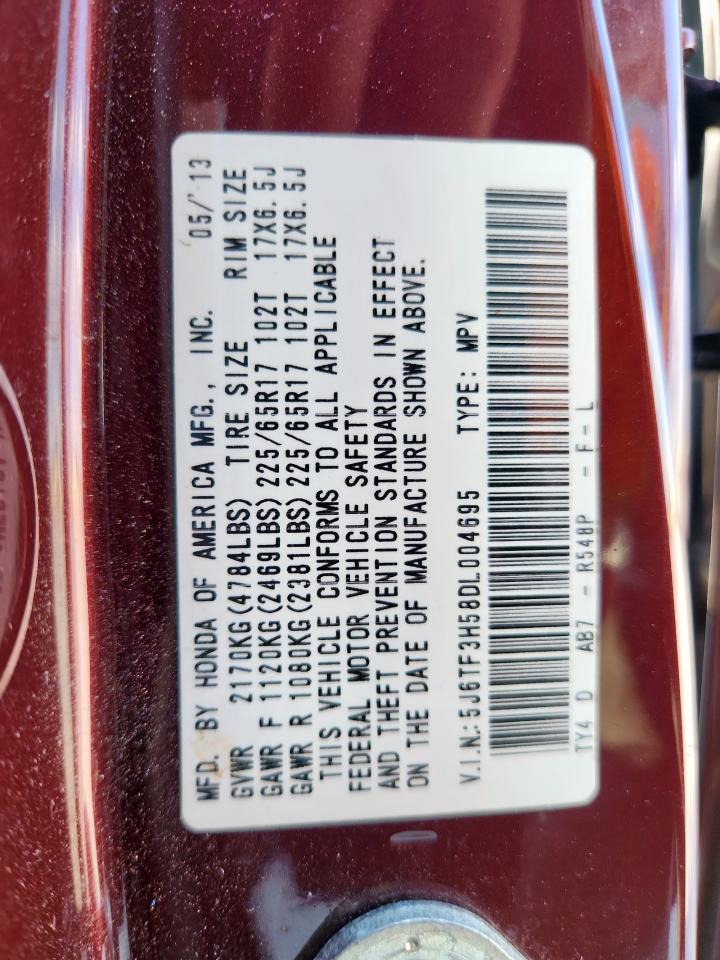 MFD. BY HONDA OF AMERICA MFG., INC. 05/'13
GVWR 2170KG(4784LBS) TIRE SIZE RIM SIZE
GAWR F 1120KG(2469LBS) 225/65R17 102T 17X6.5J
GAWR R 1080KG(2381LBS) 225/65R17 102T 17X6.5J
THIS VEHICLE CONFORMS TO ALL APPLICABLE
FEDERAL MOTOR VEHICLE SAFETY
AND THEFT PREVENTION STANDARDS IN EFFECT
ON THE DATE OF MANUFACTURE SHOWN ABOVE.
V.I.N.:5J6TF3H58DL004695 TYPE: MPV
TY4 D AB7 - R548P - F - L